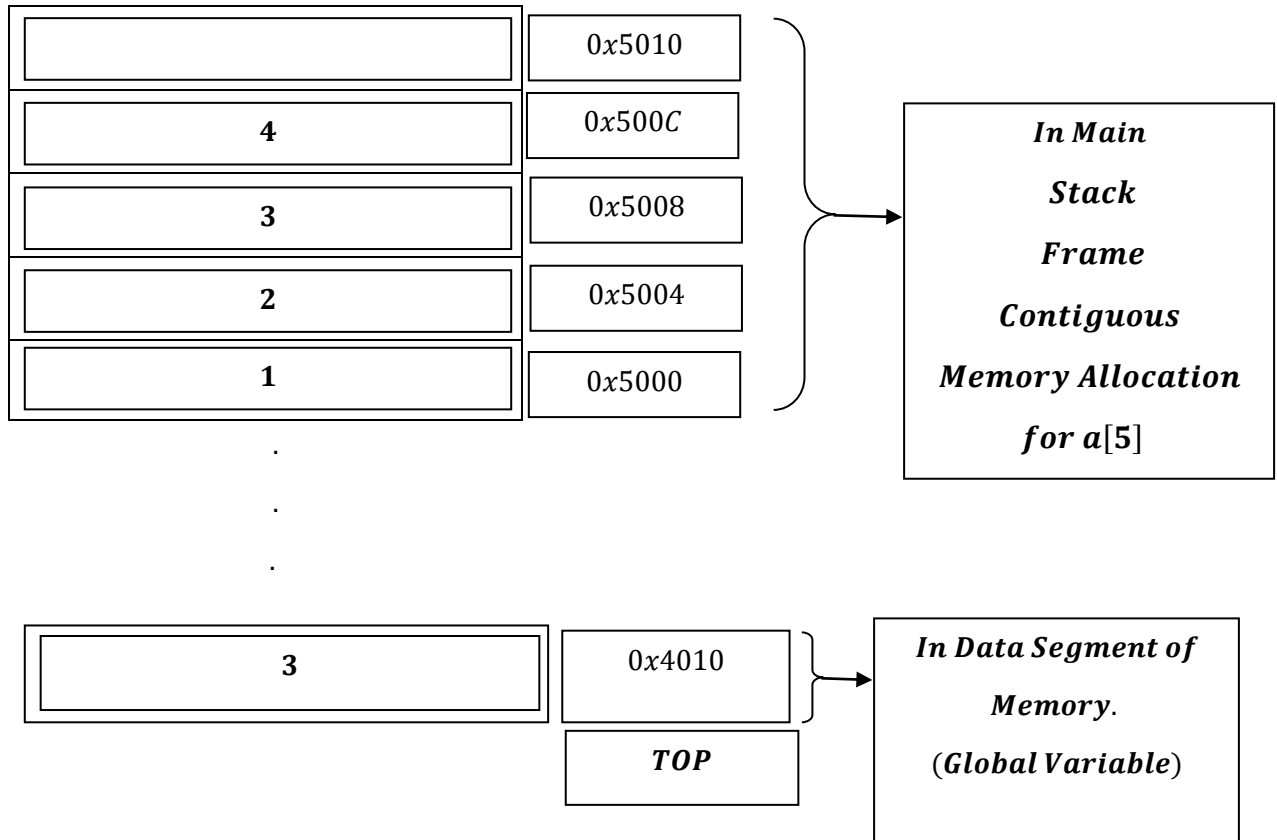 0x5010
4
0x500C
3
0x5008
2
0x5004
1
0x5000
In Main
Stack
Frame
Contiguous
Memory Allocation
for a[5]
.
.
.
3
0x4010
TOP
In Data Segment of
Memory.
(Global Variable)